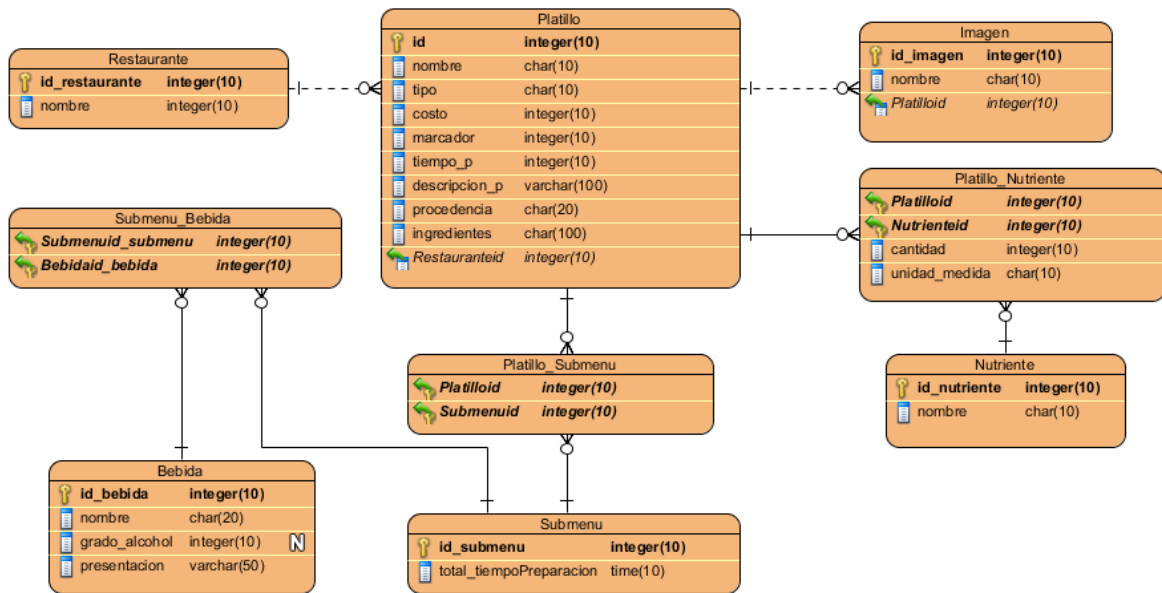 Restaurante
id_restaurante integer(10)
nombre integer(10)
Platillo
id integer(10)
nombre char(10)
tipo char(10)
costo integer(10)
marcador integer(10)
tiempo_p integer(10)
descripcion_p varchar(100)
procedencia char(20)
ingredientes char(100)
Restauranteid integer(10)
Imagen
id_imagen integer(10)
nombre char(10)
Platilloid integer(10)
Platillo_Nutriente
Platilloid integer(10)
Nutrienteid integer(10)
cantidad integer(10)
unidad_medida char(10)
Submenu_Bebida
Submenuid_submenu integer(10)
Bebidaid_bebida integer(10)
Platillo_Submenu
Platilloid integer(10)
Submenuid integer(10)
Nutriente
id_nutriente integer(10)
nombre char(10)
Bebida
id_bebida integer(10)
nombre char(20)
grado_alcohol integer(10) N
presentacion varchar(50)
Submenu
id_submenu integer(10)
total_tiempoPreparacion time(10)